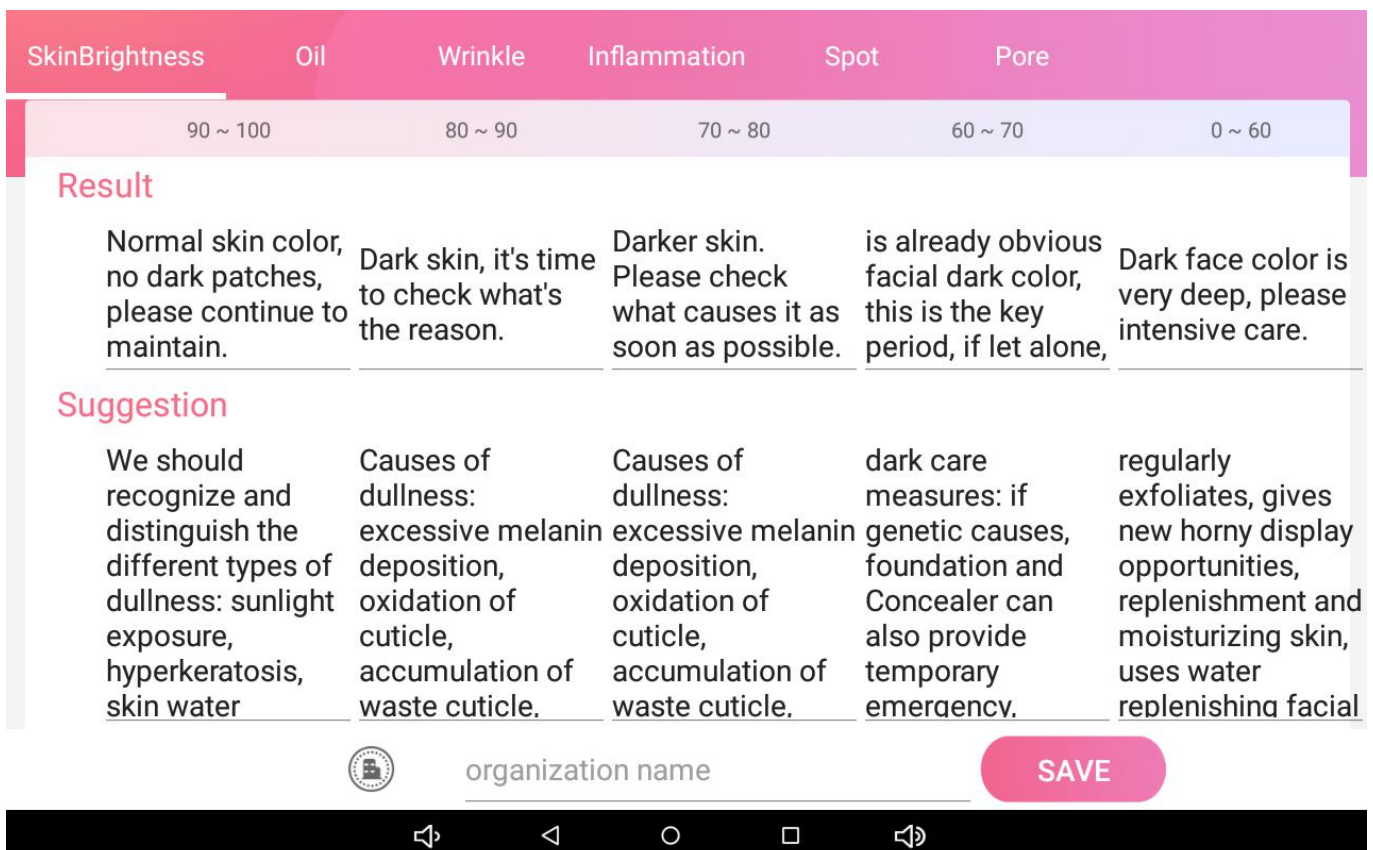 SkinBrightness Oil Wrinkle Inflammation Spot Pore
90 ~ 100 80 ~ 90 70 ~ 80 60 ~ 70 0 ~ 60
Result
Normal skin color,
no dark patches,
please continue to
maintain.
Dark skin, it's time
to check what's
the reason.
Darker skin.
Please check
what causes it as
soon as possible.
is already obvious
facial dark color,
this is the key
period, if let alone,
Dark face color is
very deep, please
intensive care.
Suggestion
We should
recognize and
distinguish the
different types of
dullness: sunlight
exposure,
hyperkeratosis,
skin water
Causes of
dullness:
excessive melanin
deposition,
oxidation of
cuticle,
accumulation of
waste cuticle,
Causes of
dullness:
excessive melanin
deposition,
oxidation of
cuticle,
accumulation of
waste cuticle,
dark care
measures: if
genetic causes,
foundation and
Concealer can
also provide
temporary
emergency,
regularly
exfoliates, gives
new horny display
opportunities,
replenishment and
moisturizing skin,
uses water
replenishing facial
organization name
SAVE